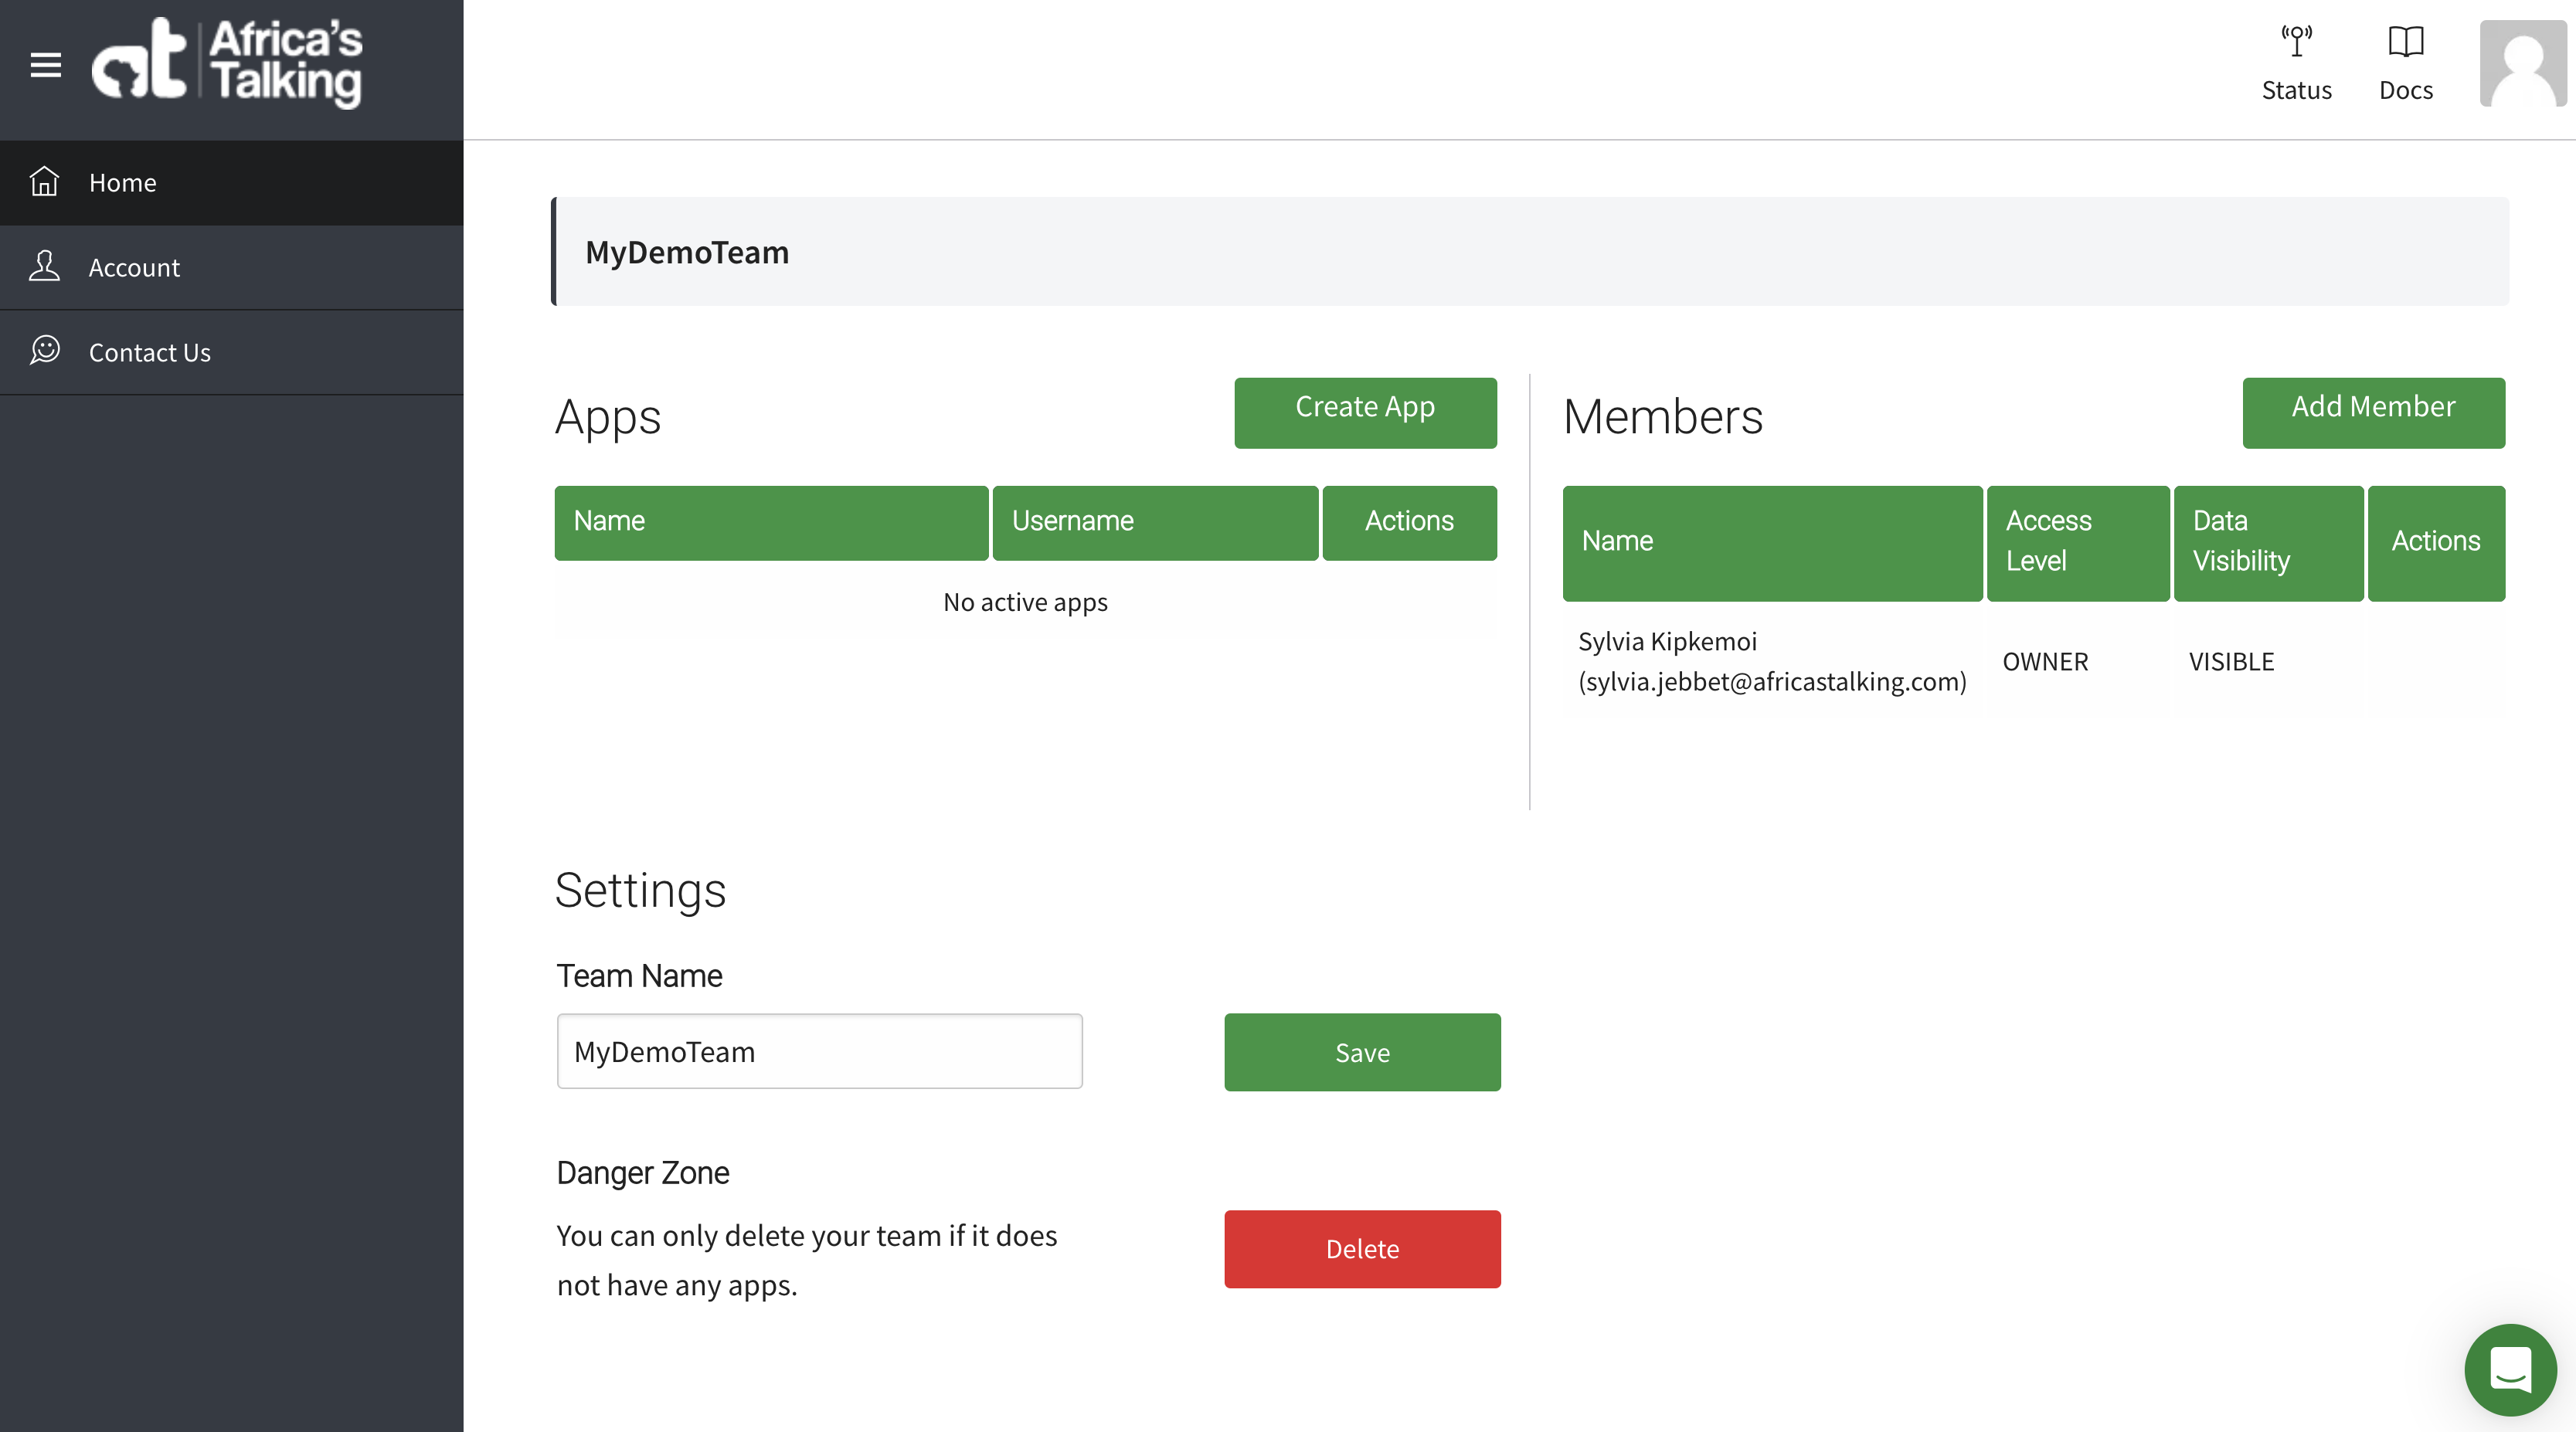 at Africa's
Talking
Status
Docs
Home
Account
Contact Us
MyDemoTeam
Apps
Create App
Name Username Actions
No active apps
Members
Add Member
Name Access Level Data Visibility Actions
Sylvia Kipkemoi
(sylvia.jebbet@africastalking.com)
OWNER VISIBLE
Settings
Team Name
MyDemoTeam
Save
Danger Zone
You can only delete your team if it does
not have any apps.
Delete